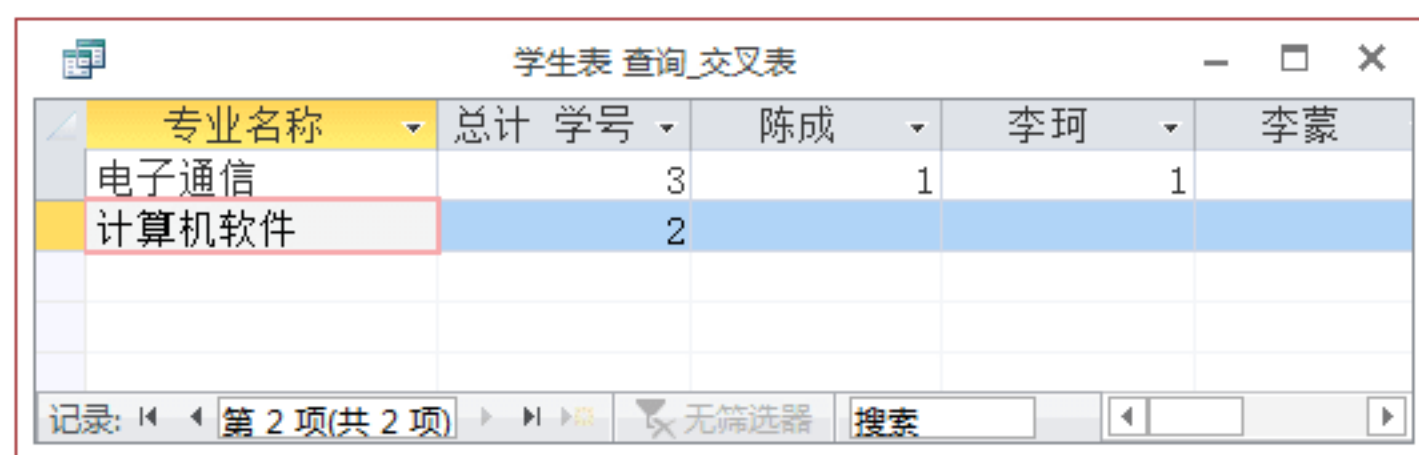 学生表 查询_交叉表
专业名称 总计 学号 陈成 李珂 李蒙
电子通信 3 1 1
计算机软件 2
记录: 第 2 项(共 2 项) 无筛选器 搜索